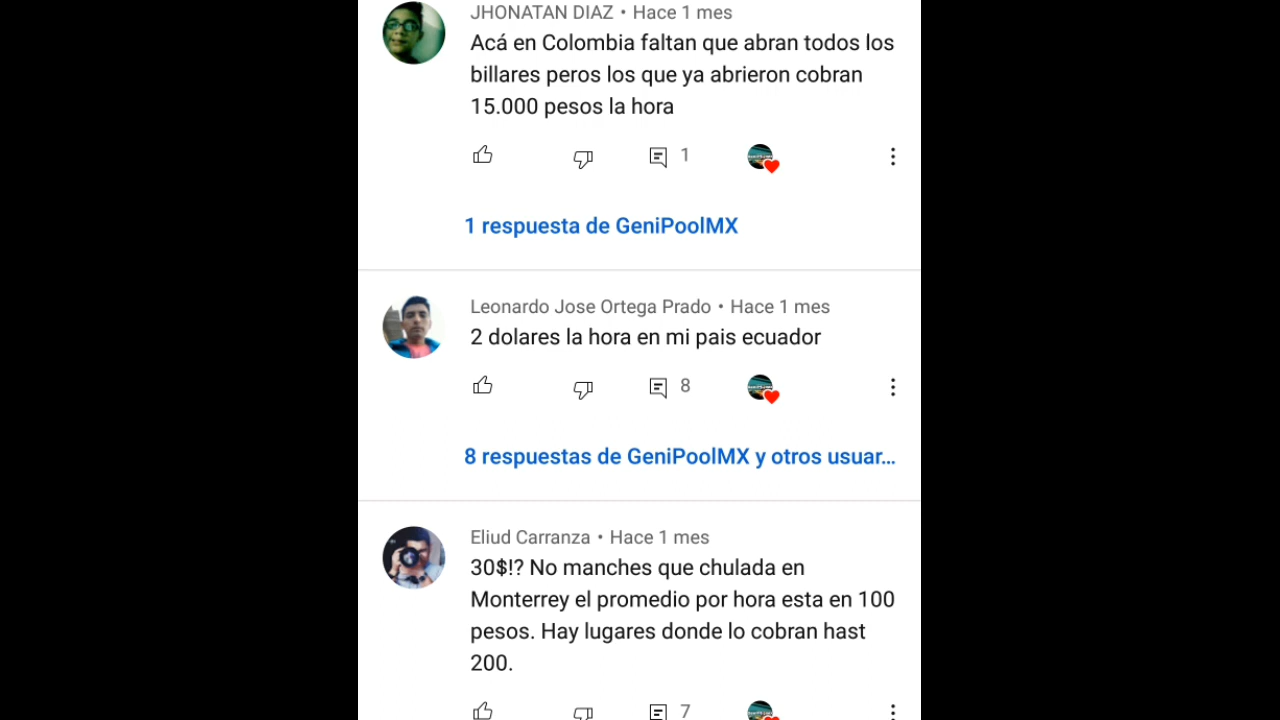 JHONATAN DIAZ • Hace 1 mes
Acá en Colombia faltan que abran todos los
billares peros los que ya abrieron cobran
15.000 pesos la hora
1
1 respuesta de GeniPoolMX
Leonardo Jose Ortega Prado • Hace 1 mes
2 dolares la hora en mi pais ecuador
8
8 respuestas de GeniPoolMX y otros usuar...
Eliud Carranza • Hace 1 mes
30$!? No manches que chulada en
Monterrey el promedio por hora esta en 100
pesos. Hay lugares donde lo cobran hast
200.
7